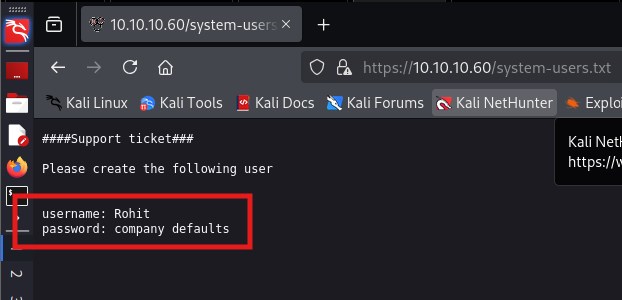 10.10.10.60/system-users
https://10.10.10.60/system-users.txt
Kali Linux
Kali Tools
Kali Docs
Kali Forums
Kali NetHunter
Exploi
####Support ticket###
Kali NetH
https://w
Please create the following user
username: Rohit
password: company defaults
2